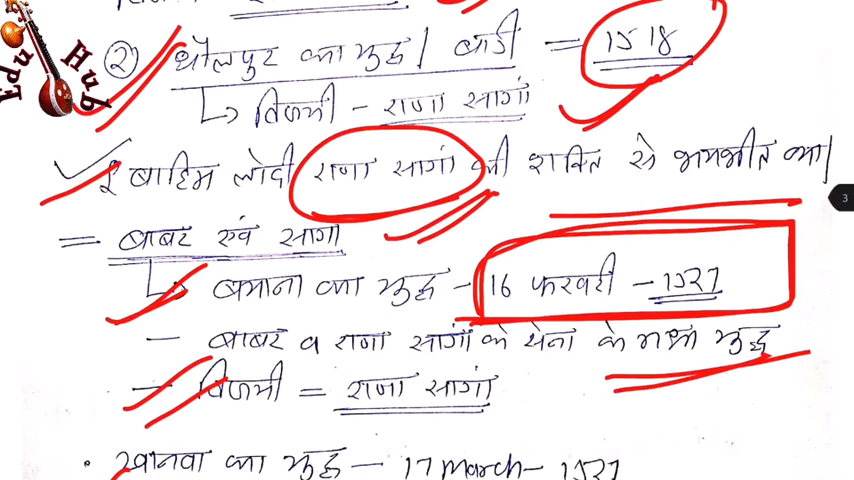 Edu Hub
② धौलपुर का युद्ध / बाडी = 1518
↳ विजयी - राणा सांगा
इब्राहिम लोदी राणा सांगां की शक्ति से भयभीत था|
= बाबर एवं सांगा
↳ बयाना का युद्ध - 16 फरवरी - 1527
- बाबर व राणा सांगां के सेना के मध्य युद्ध
- विजयी = राणा सांगां
• खानवा का युद्ध - 17 March - 1527
3